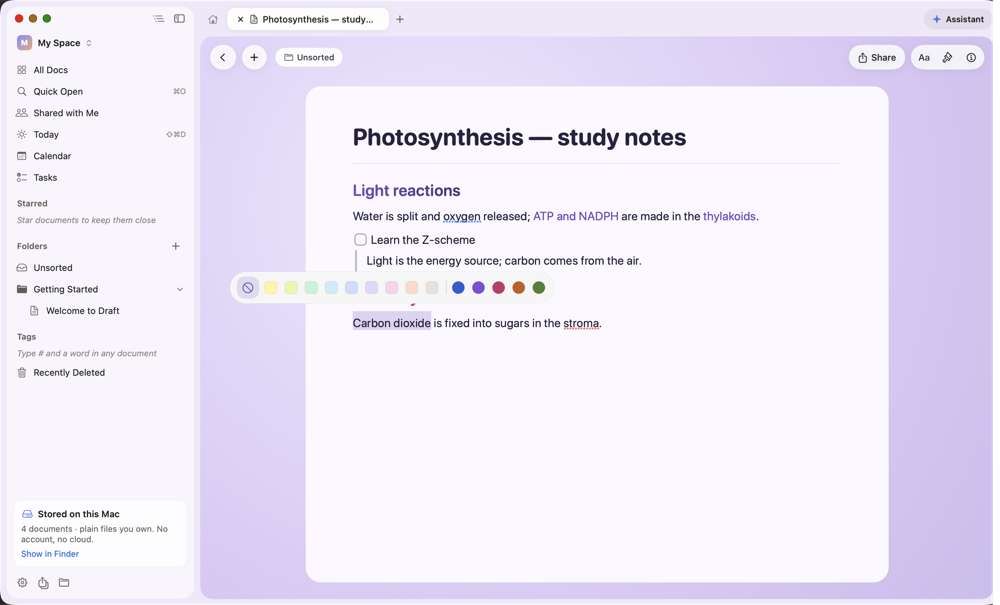 M My Space
All Docs
Quick Open ⌘O
Shared with Me
Today ⇧⌘D
Calendar
Tasks
Starred
Star documents to keep them close
Folders
Unsorted
Getting Started
Welcome to Draft
Tags
Type # and a word in any document
Recently Deleted
Stored on this Mac
4 documents · plain files you own. No
account, no cloud.
Show in Finder
Photosynthesis — study...
Assistant
Unsorted
Share
Aa
Photosynthesis — study notes
Light reactions
Water is split and oxygen released; ATP and NADPH are made in the thylakoids.
Learn the Z-scheme
Light is the energy source; carbon comes from the air.
Carbon dioxide is fixed into sugars in the stroma.